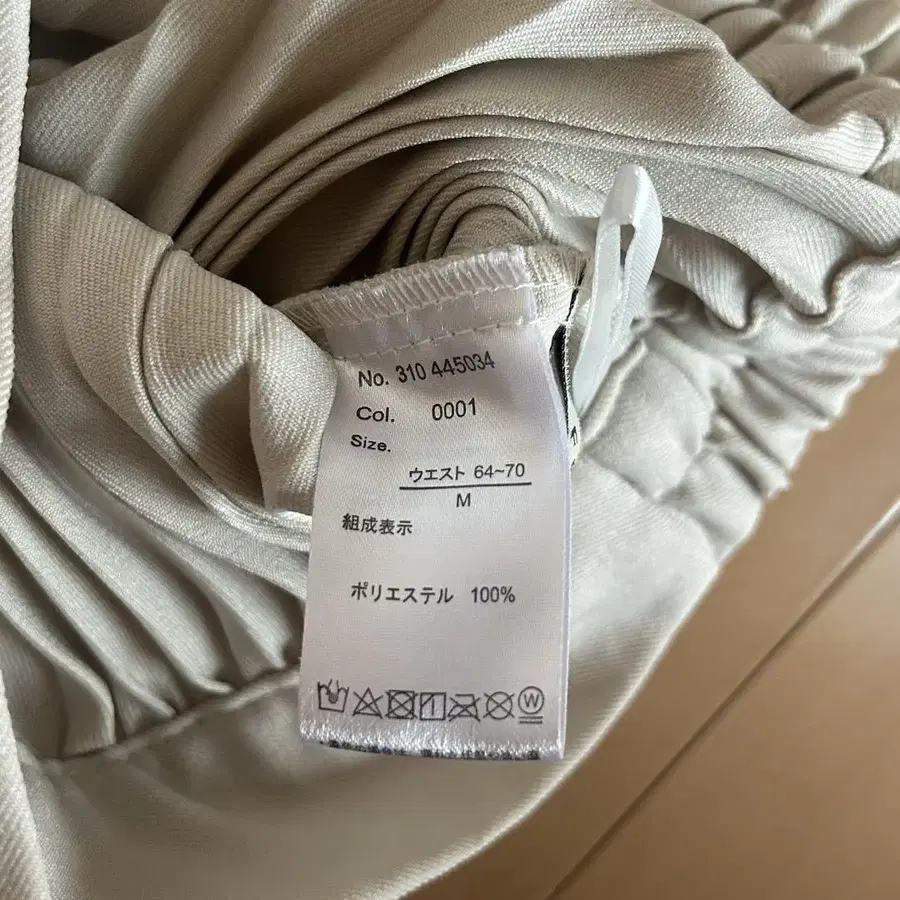 No. 310 445034
Col. 0001
Size.
ウエスト 64~70
M
組成表示
ポリエステル 100%
W